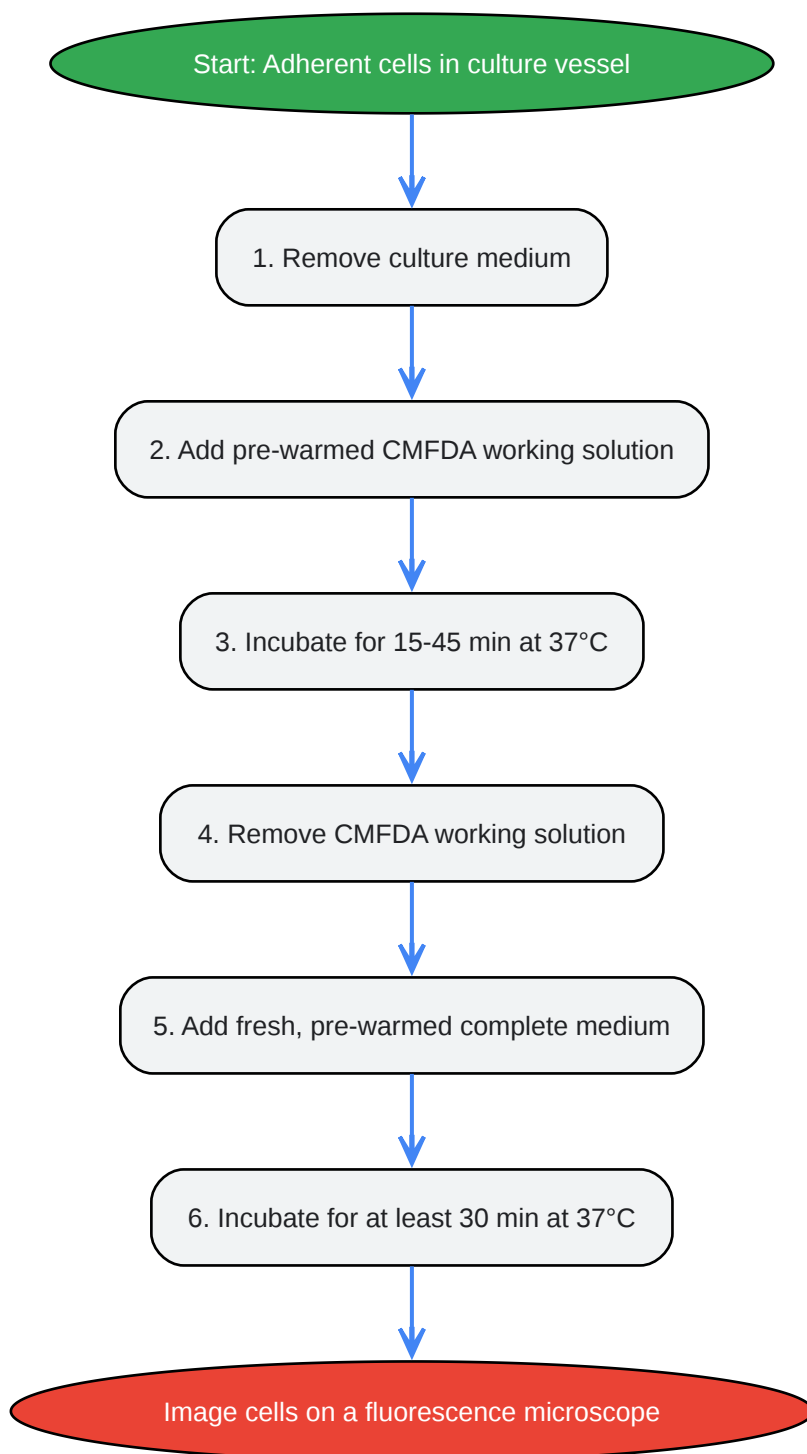 Start: Adherent cells in culture vessel
1. Remove culture medium
2. Add pre-warmed CMFDA working solution
3. Incubate for 15-45 min at 37°C
4. Remove CMFDA working solution
5. Add fresh, pre-warmed complete medium
6. Incubate for at least 30 min at 37°C
Image cells on a fluorescence microscope